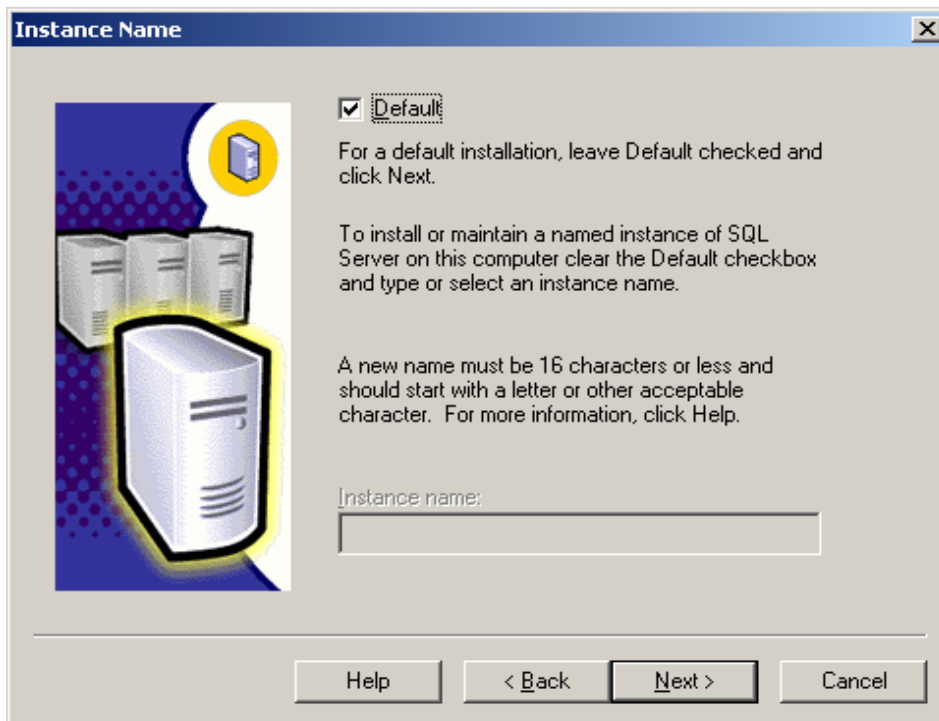 Instance Name
Default
For a default installation, leave Default checked and
click Next.
To install or maintain a named instance of SQL
Server on this computer clear the Default checkbox
and type or select an instance name.
A new name must be 16 characters or less and
should start with a letter or other acceptable
character.  For more information, click Help.
Instance name:
Help
< Back
Next >
Cancel